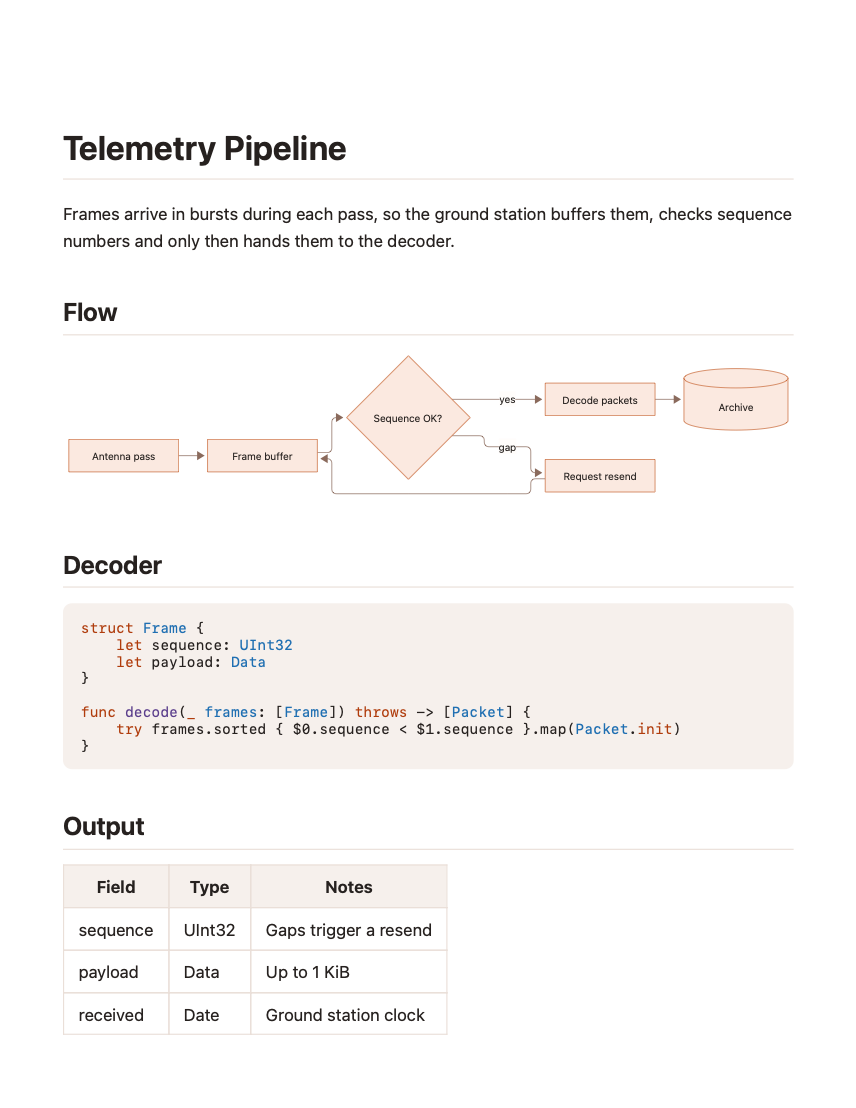 Telemetry Pipeline
Frames arrive in bursts during each pass, so the ground station buffers them, checks sequence
numbers and only then hands them to the decoder.
Flow
Antenna pass
Frame buffer
Sequence OK?
yes
gap
Decode packets
Request resend
Archive
Decoder
struct Frame {
    let sequence: UInt32
    let payload: Data
}

func decode(_ frames: [Frame]) throws -> [Packet] {
    try frames.sorted { $0.sequence < $1.sequence }.map(Packet.init)
}
Output
Field Type Notes
sequence UInt32 Gaps trigger a resend
payload Data Up to 1 KiB
received Date Ground station clock